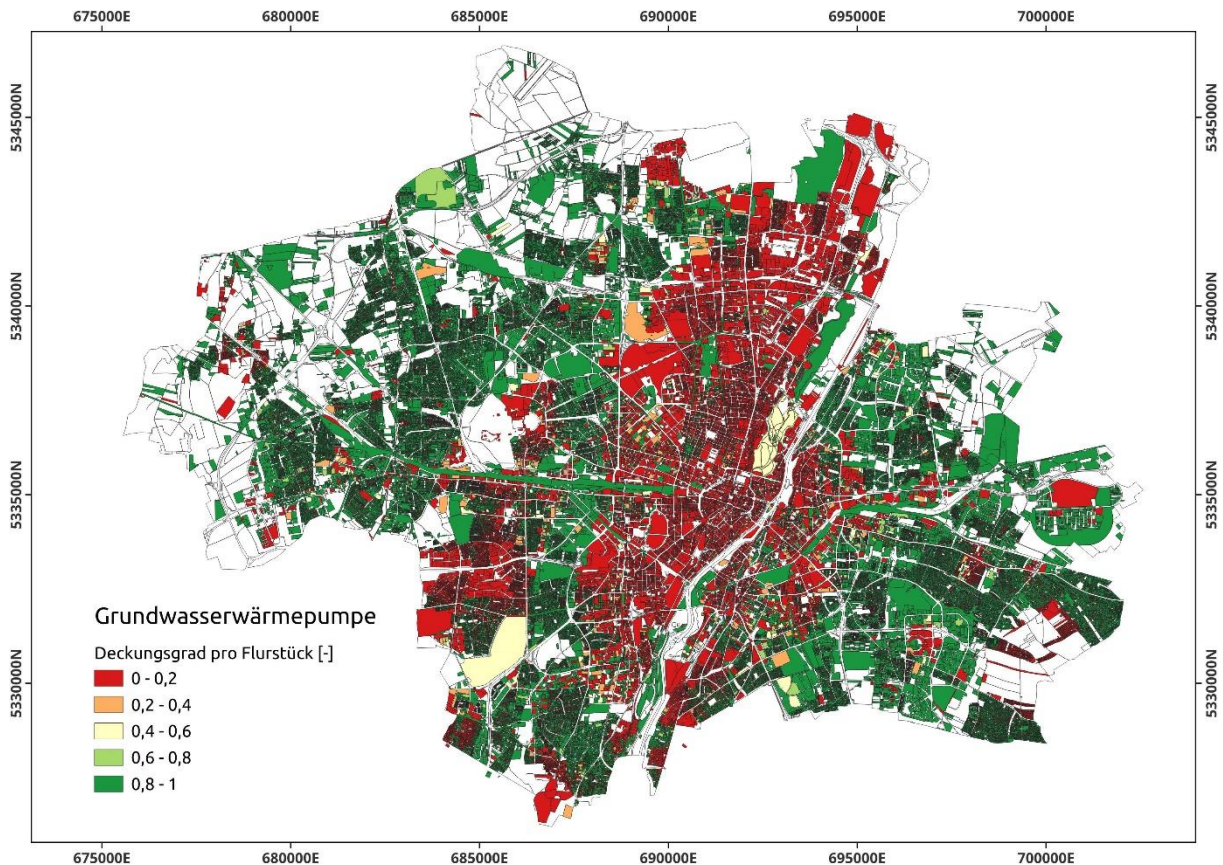 675000E 680000E 685000E 690000E 695000E 700000E
5345000N 5345000N
5340000N 5340000N
5335000N 5335000N
5330000N 5330000N
Grundwasserwärmepumpe
Deckungsgrad pro Flurstück [-]
0 - 0,2
0,2 - 0,4
0,4 - 0,6
0,6 - 0,8
0,8 - 1
675000E 680000E 685000E 690000E 695000E 700000E